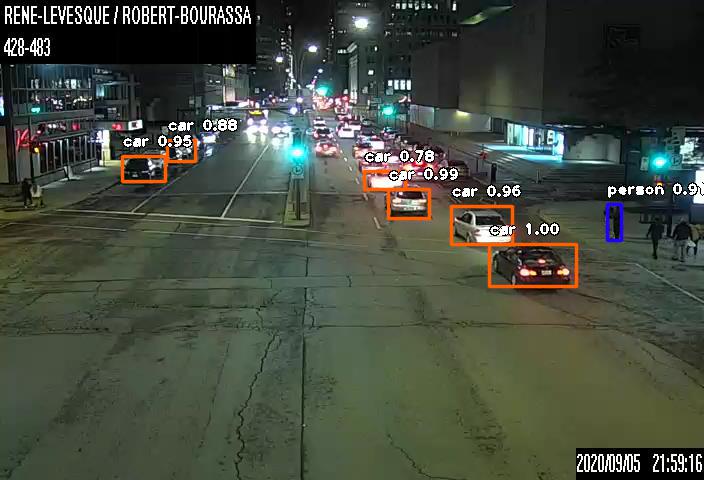 RENE-LEVESQUE / ROBERT-BOURASSA
428-483
car 0.88
car 0.95
car 0.78
car 0.99
car 0.96
person 0.9
car 1.00
2020/09/05 21:59:16